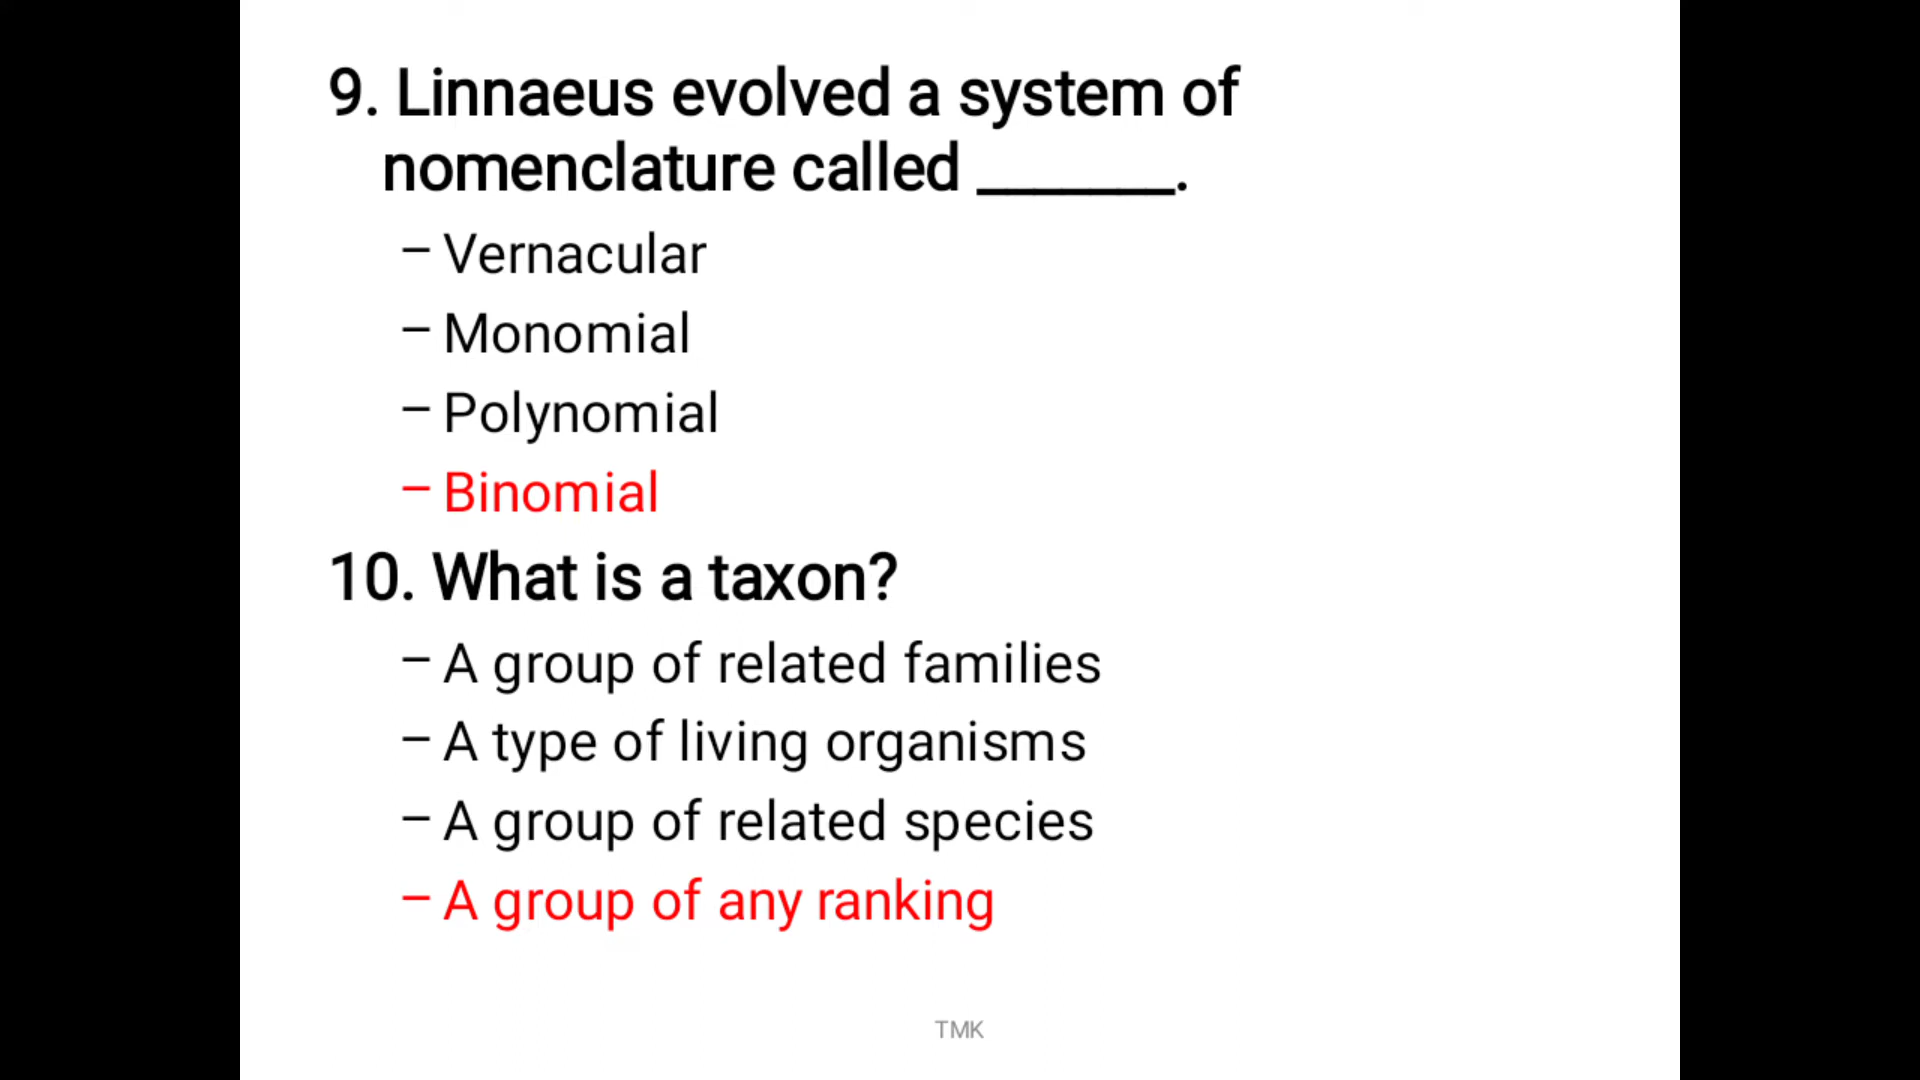 9. Linnaeus evolved a system of
nomenclature called _______.
– Vernacular
– Monomial
– Polynomial
– Binomial
10. What is a taxon?
– A group of related families
– A type of living organisms
– A group of related species
– A group of any ranking
TMK